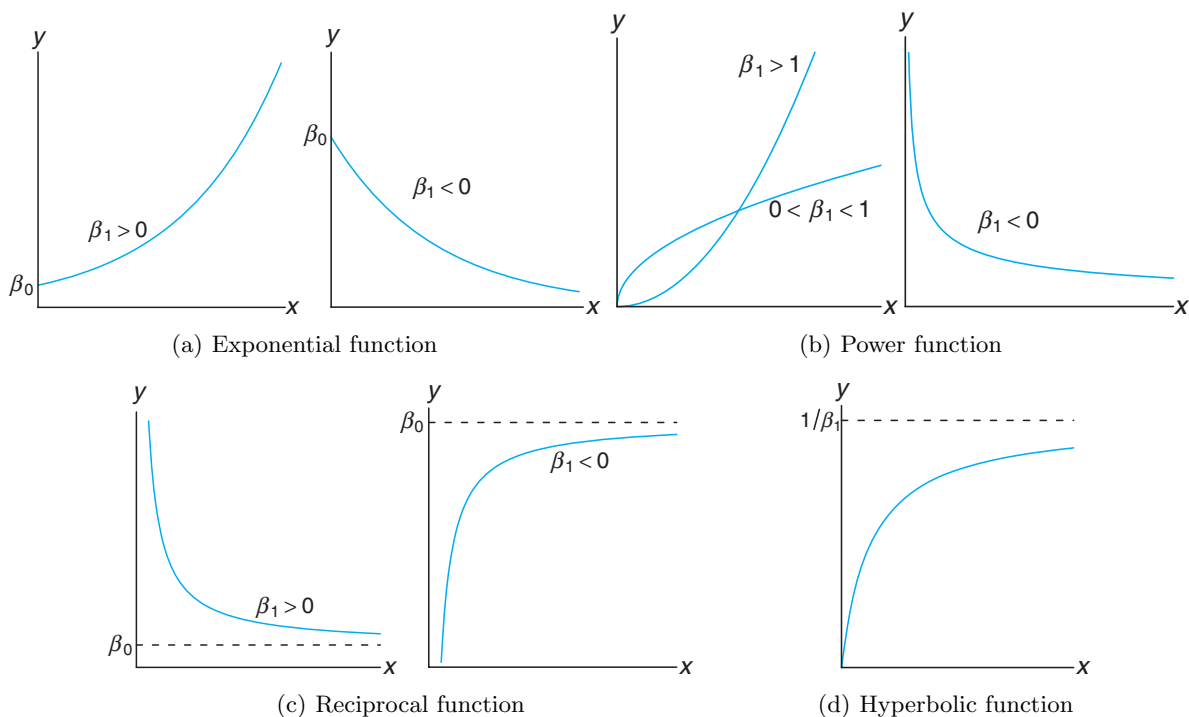 y
y
y
y
β₁ > 1
β₀
β₁ < 0
0 < β₁ < 1
β₁ > 0
β₁ < 0
β₀
x
x
x
x
(a) Exponential function
(b) Power function
y
y
y
β₀
1/β₁
β₁ < 0
β₁ > 0
β₀
x
x
x
(c) Reciprocal function
(d) Hyperbolic function